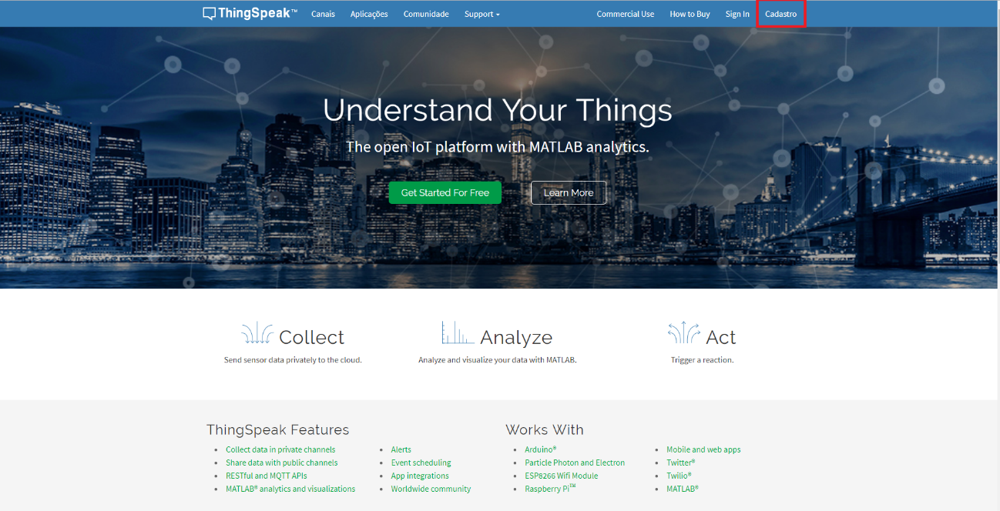 ThingSpeak™ Canais Aplicações Comunidade Support Commercial Use How to Buy Sign In Cadastro
Understand Your Things
The open IoT platform with MATLAB analytics.
Get Started For Free Learn More
Collect
Send sensor data privately to the cloud.
Analyze
Analyze and visualize your data with MATLAB.
Act
Trigger a reaction.
ThingSpeak Features
Collect data in private channels
Share data with public channels
RESTful and MQTT APIs
MATLAB® analytics and visualizations
Alerts
Event scheduling
App integrations
Worldwide community
Works With
Arduino®
Particle Photon and Electron
ESP8266 Wifi Module
Raspberry Pi™
Mobile and web apps
Twitter®
Twilio®
MATLAB®